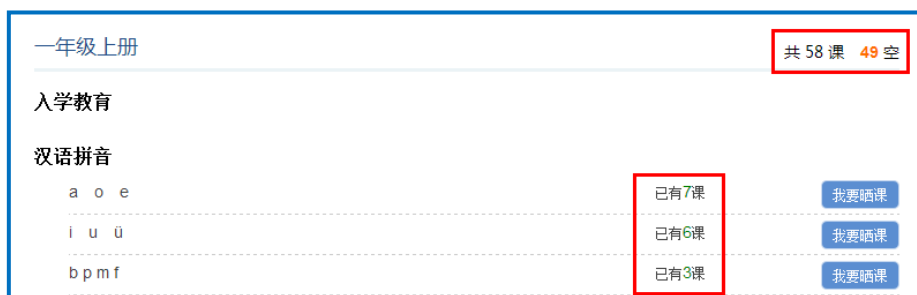 一年级上册
共 58 课 49 空
入学教育
汉语拼音
a o e 已有7课 我要晒课
i u ü 已有6课 我要晒课
b p m f 已有3课 我要晒课